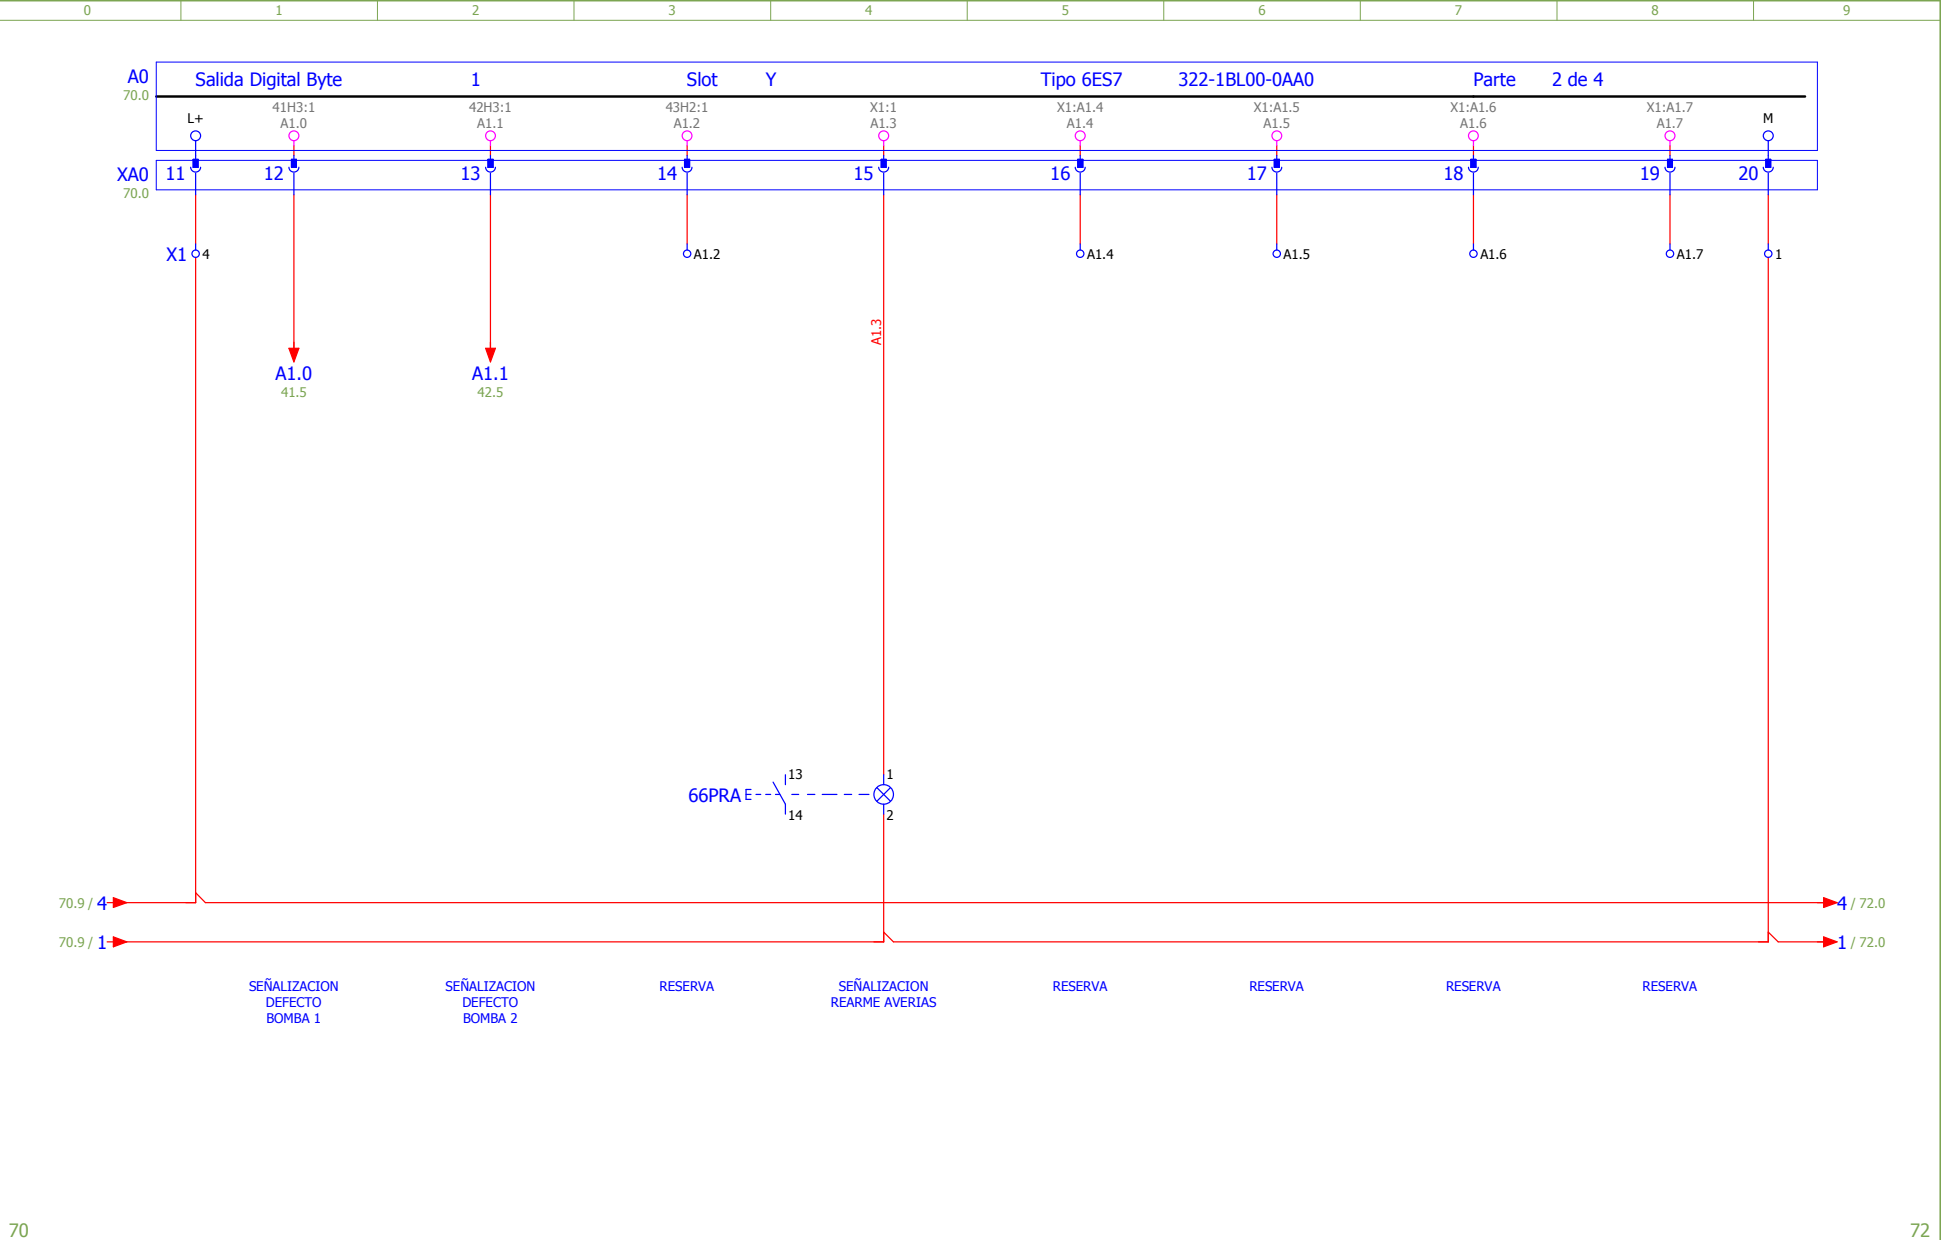 0 1 2 3 4 5 6 7 8 9
A0 Salida Digital Byte 1 Slot Y Tipo 6ES7 322-1BL00-0AA0 Parte 2 de 4
70.0
41H3:1 42H3:1 43H2:1 X1:1 X1:A1.4 X1:A1.5 X1:A1.6 X1:A1.7
L+ A1.0 A1.1 A1.2 A1.3 A1.4 A1.5 A1.6 A1.7 M
XA0 11 12 13 14 15 16 17 18 19 20
70.0
X1 4 A1.2 A1.4 A1.5 A1.6 A1.7 1
A1.3
A1.0 A1.1
41.5 42.5
13 1
66PRA
14 2
70.9 / 4 4 / 72.0
70.9 / 1 1 / 72.0
SEÑALIZACION SEÑALIZACION RESERVA SEÑALIZACION RESERVA RESERVA RESERVA RESERVA
DEFECTO DEFECTO REARME AVERIAS
BOMBA 1 BOMBA 2
70 72